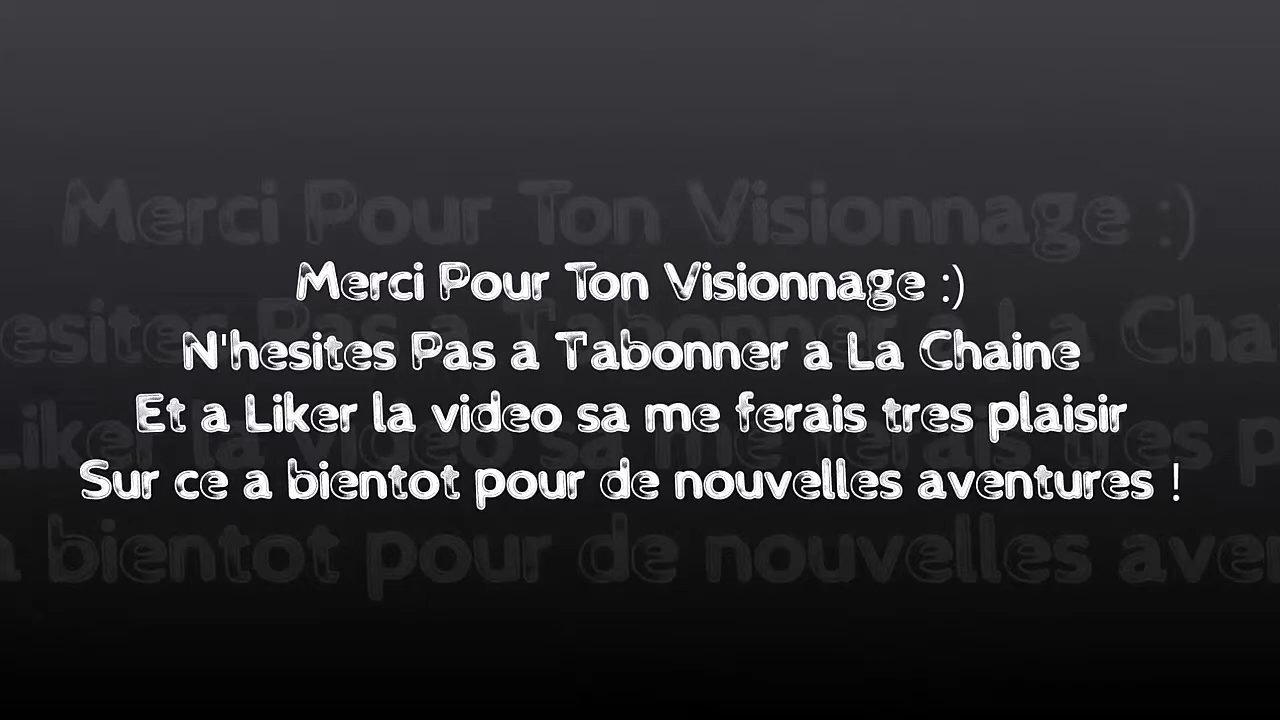 Merci Pour Ton Visionnage :)
N'hesites Pas a T'abonner a La Chaine
Et a Liker la video sa me ferais tres plaisir
Sur ce a bientot pour de nouvelles aventures !